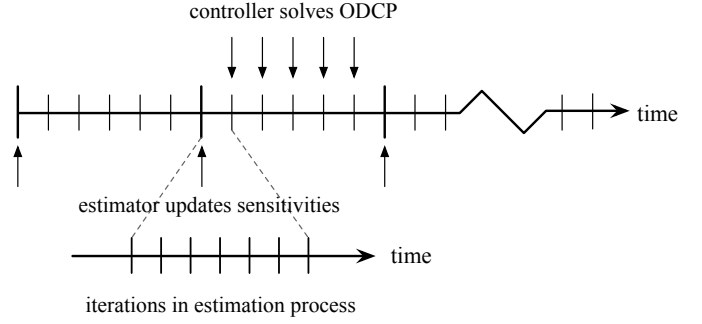 controller solves ODCP
time
estimator updates sensitivities
time
iterations in estimation process